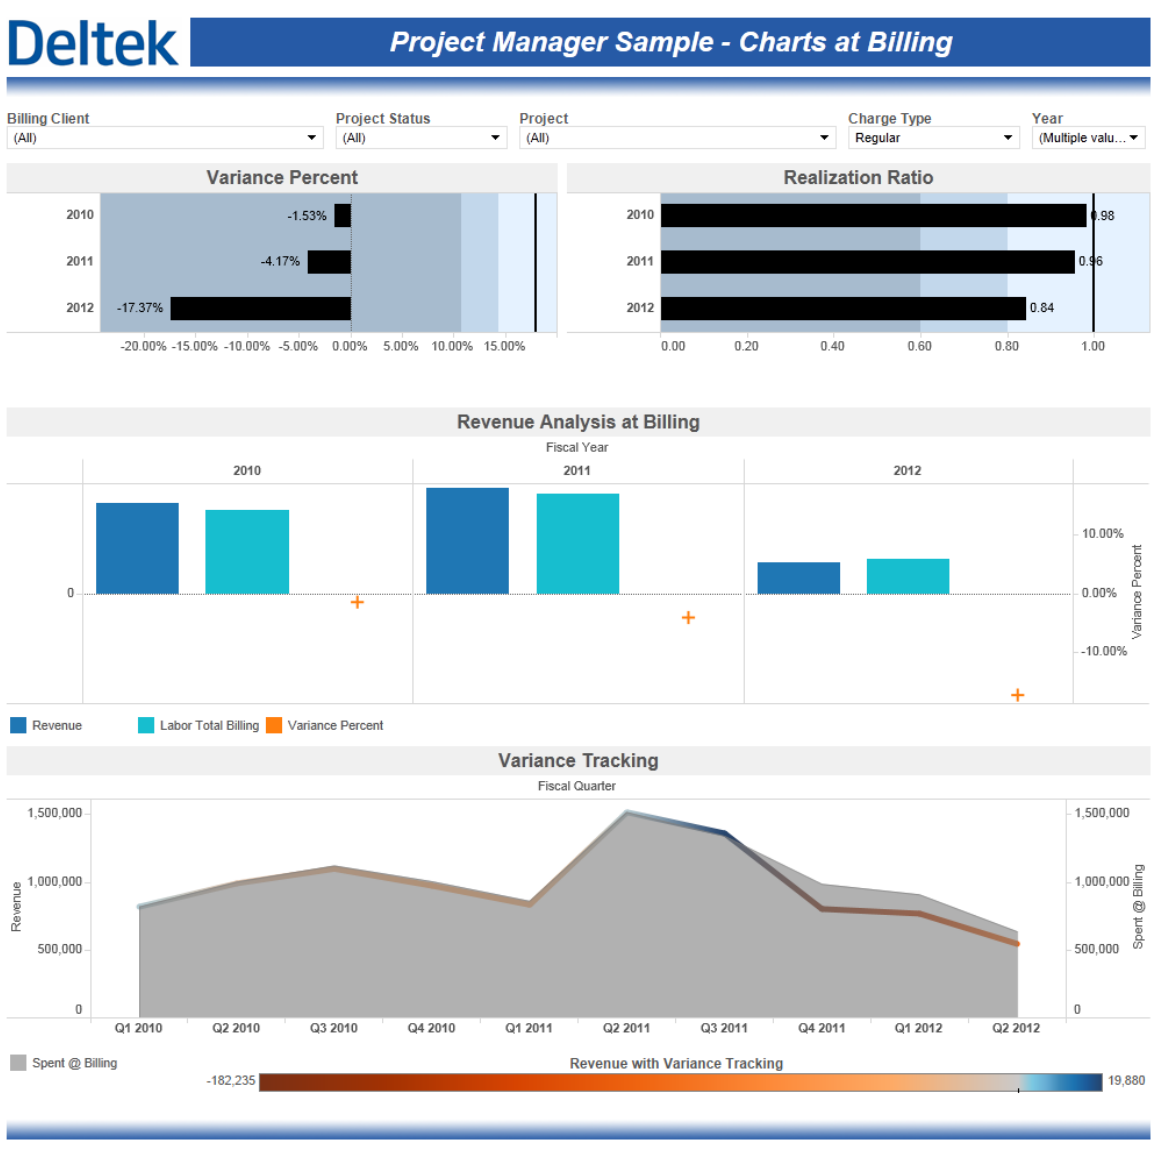 Deltek
Project Manager Sample - Charts at Billing
Billing Client Project Status Project Charge Type Year
(All) (All) (All) Regular (Multiple valu...
Variance Percent
2010 -1.53%
2011 -4.17%
2012 -17.37%
-20.00% -15.00% -10.00% -5.00% 0.00% 5.00% 10.00% 15.00%
Realization Ratio
2010 0.98
2011 0.96
2012 0.84
0.00 0.20 0.40 0.60 0.80 1.00
Revenue Analysis at Billing
Fiscal Year
2010 2011 2012
10.00%
0 0.00%
-10.00%
Variance Percent
Revenue Labor Total Billing Variance Percent
Variance Tracking
Fiscal Quarter
1,500,000 1,500,000
1,000,000 1,000,000
500,000 500,000
0 0
Revenue
Spent @ Billing
Q1 2010 Q2 2010 Q3 2010 Q4 2010 Q1 2011 Q2 2011 Q3 2011 Q4 2011 Q1 2012 Q2 2012
Spent @ Billing
Revenue with Variance Tracking
-182,235 19,880